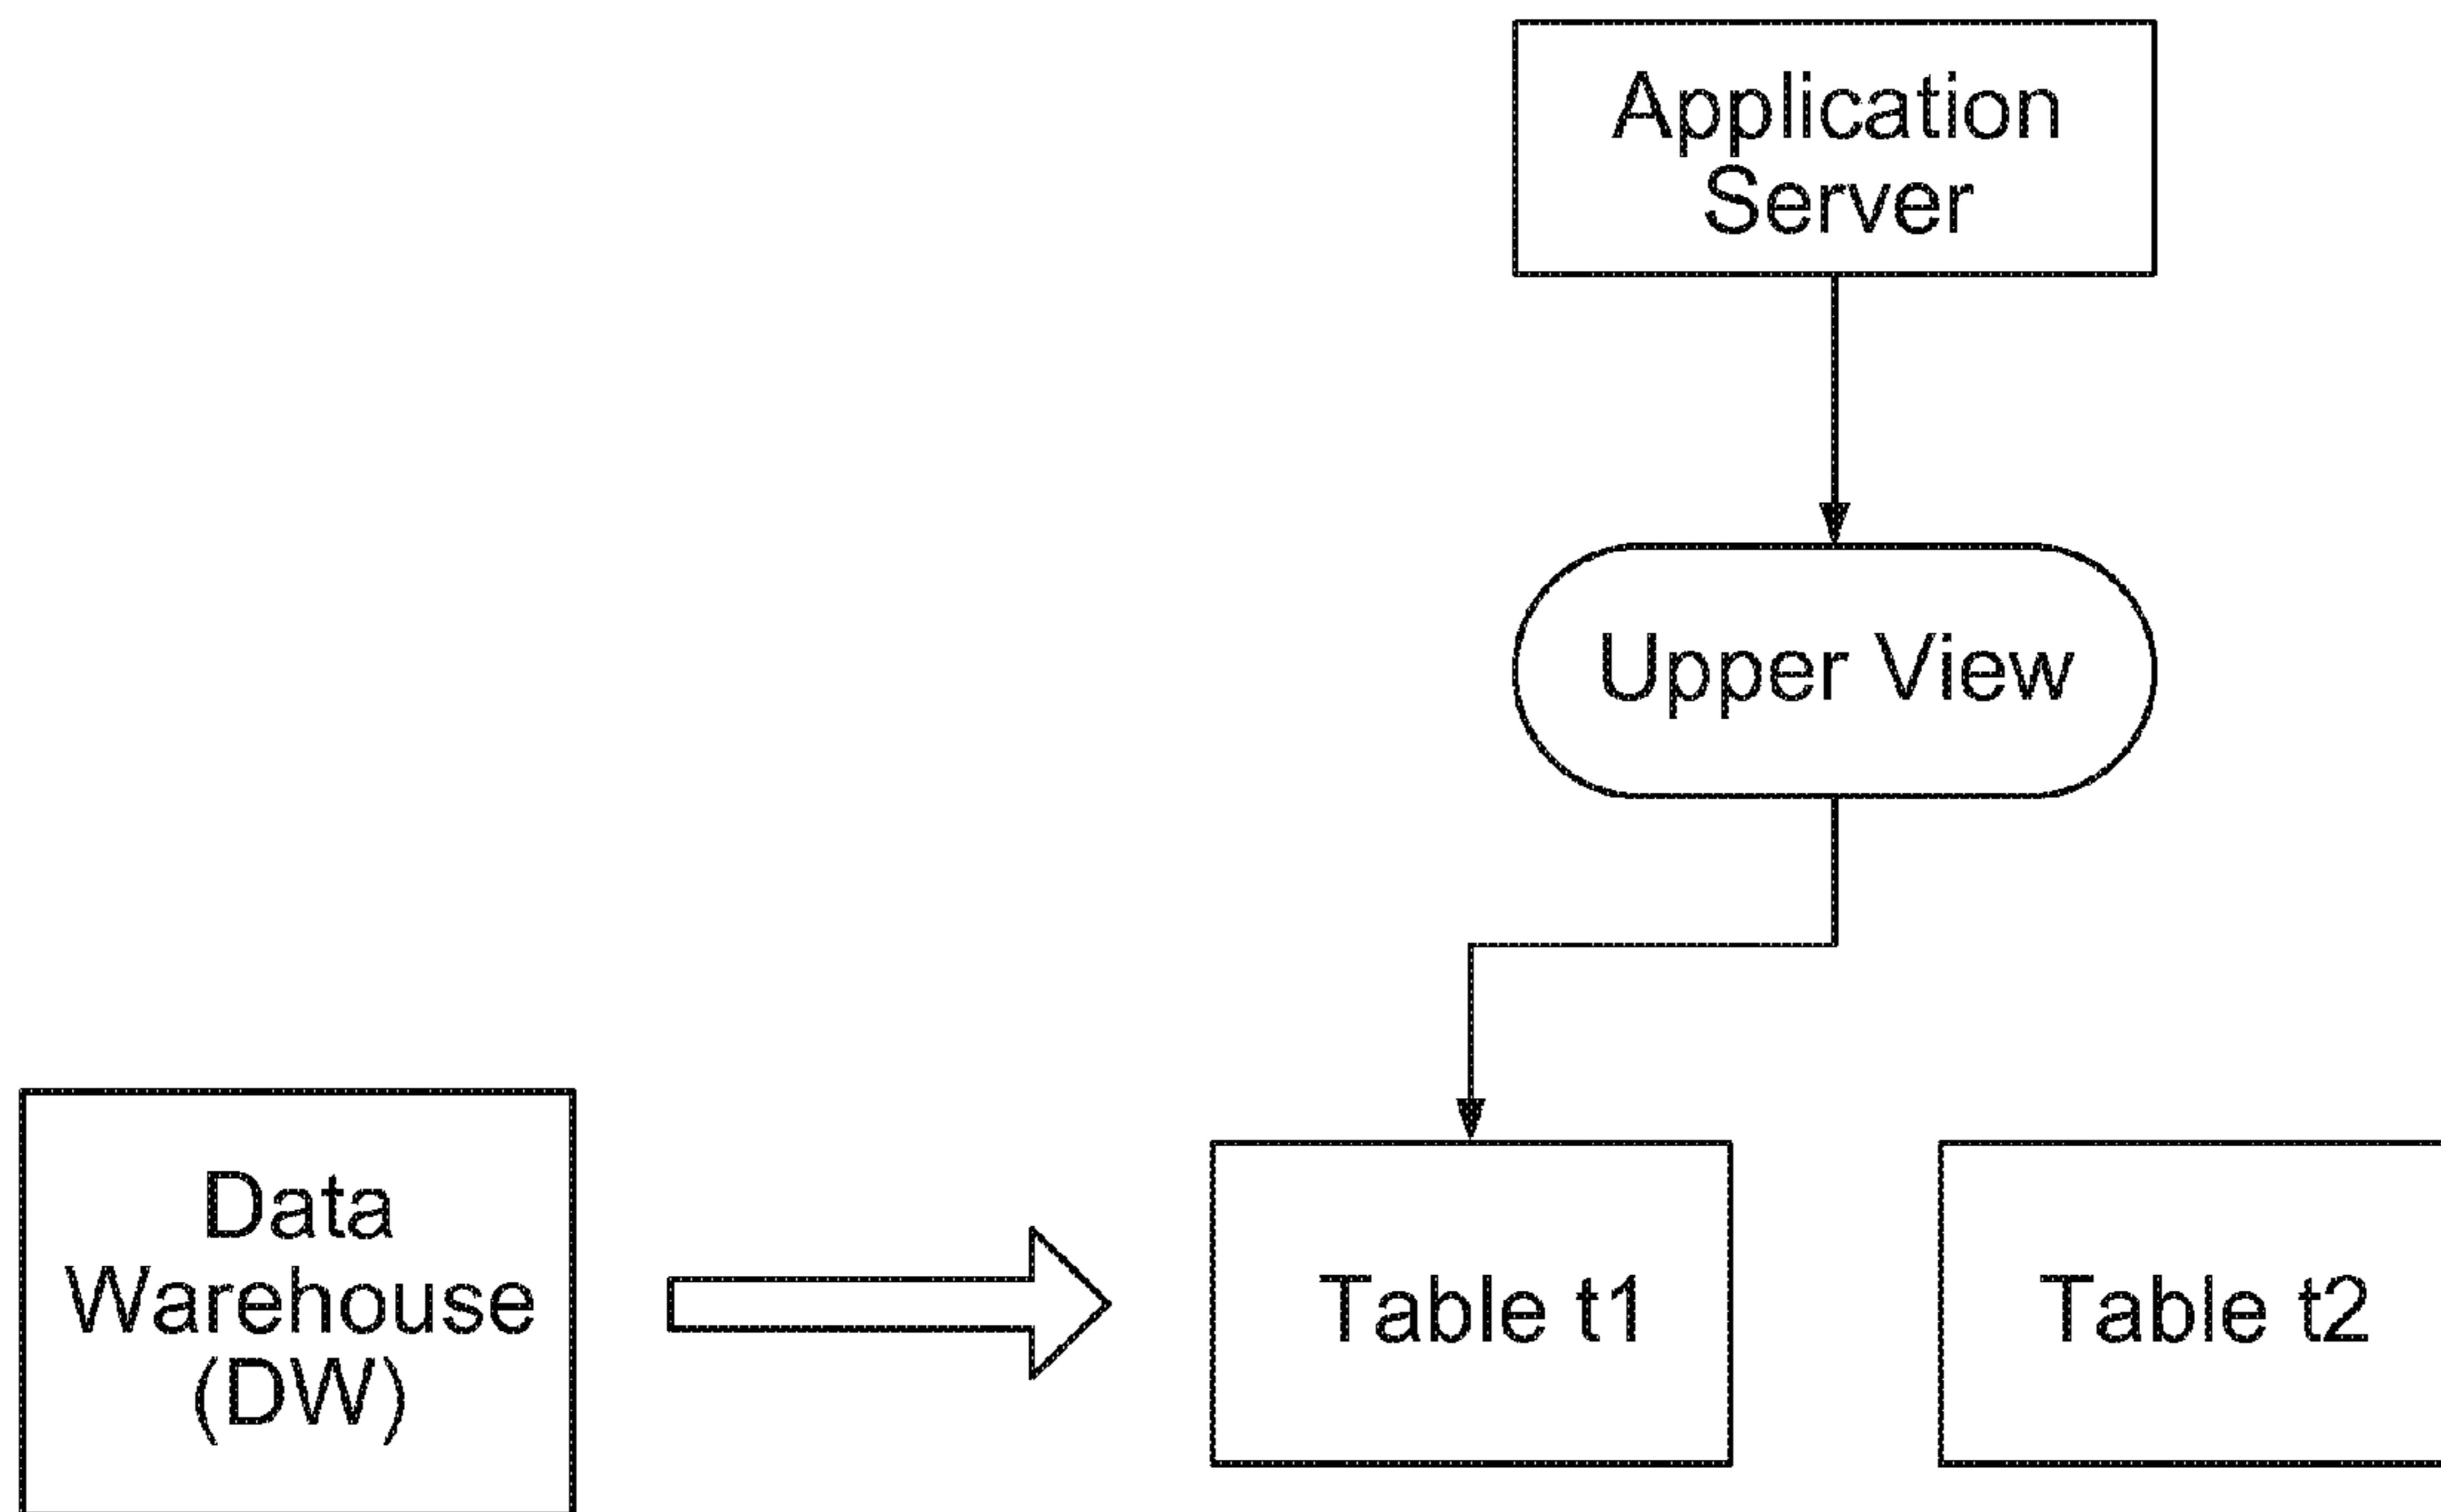 Application
Server
Upper View
Data
Warehouse
(DW)
Table t1
Table t2